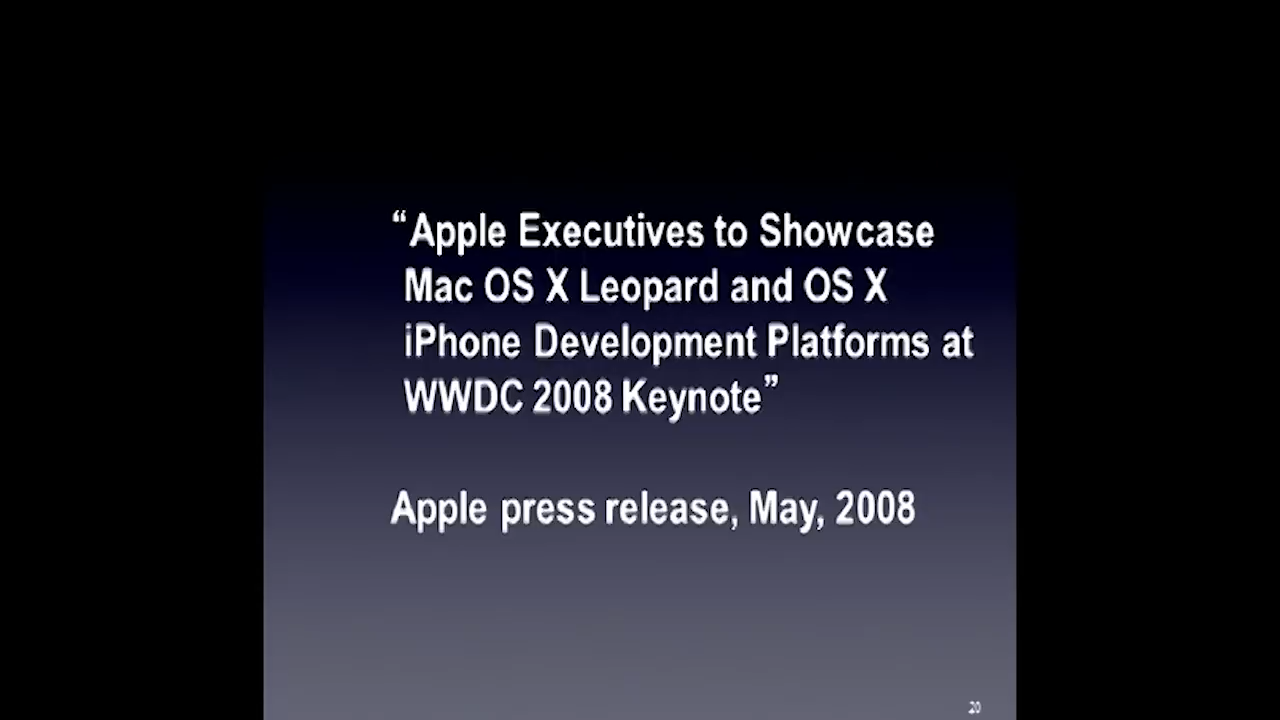 “Apple Executives to Showcase
Mac OS X Leopard and OS X
iPhone Development Platforms at
WWDC 2008 Keynote”
Apple press release, May, 2008
20